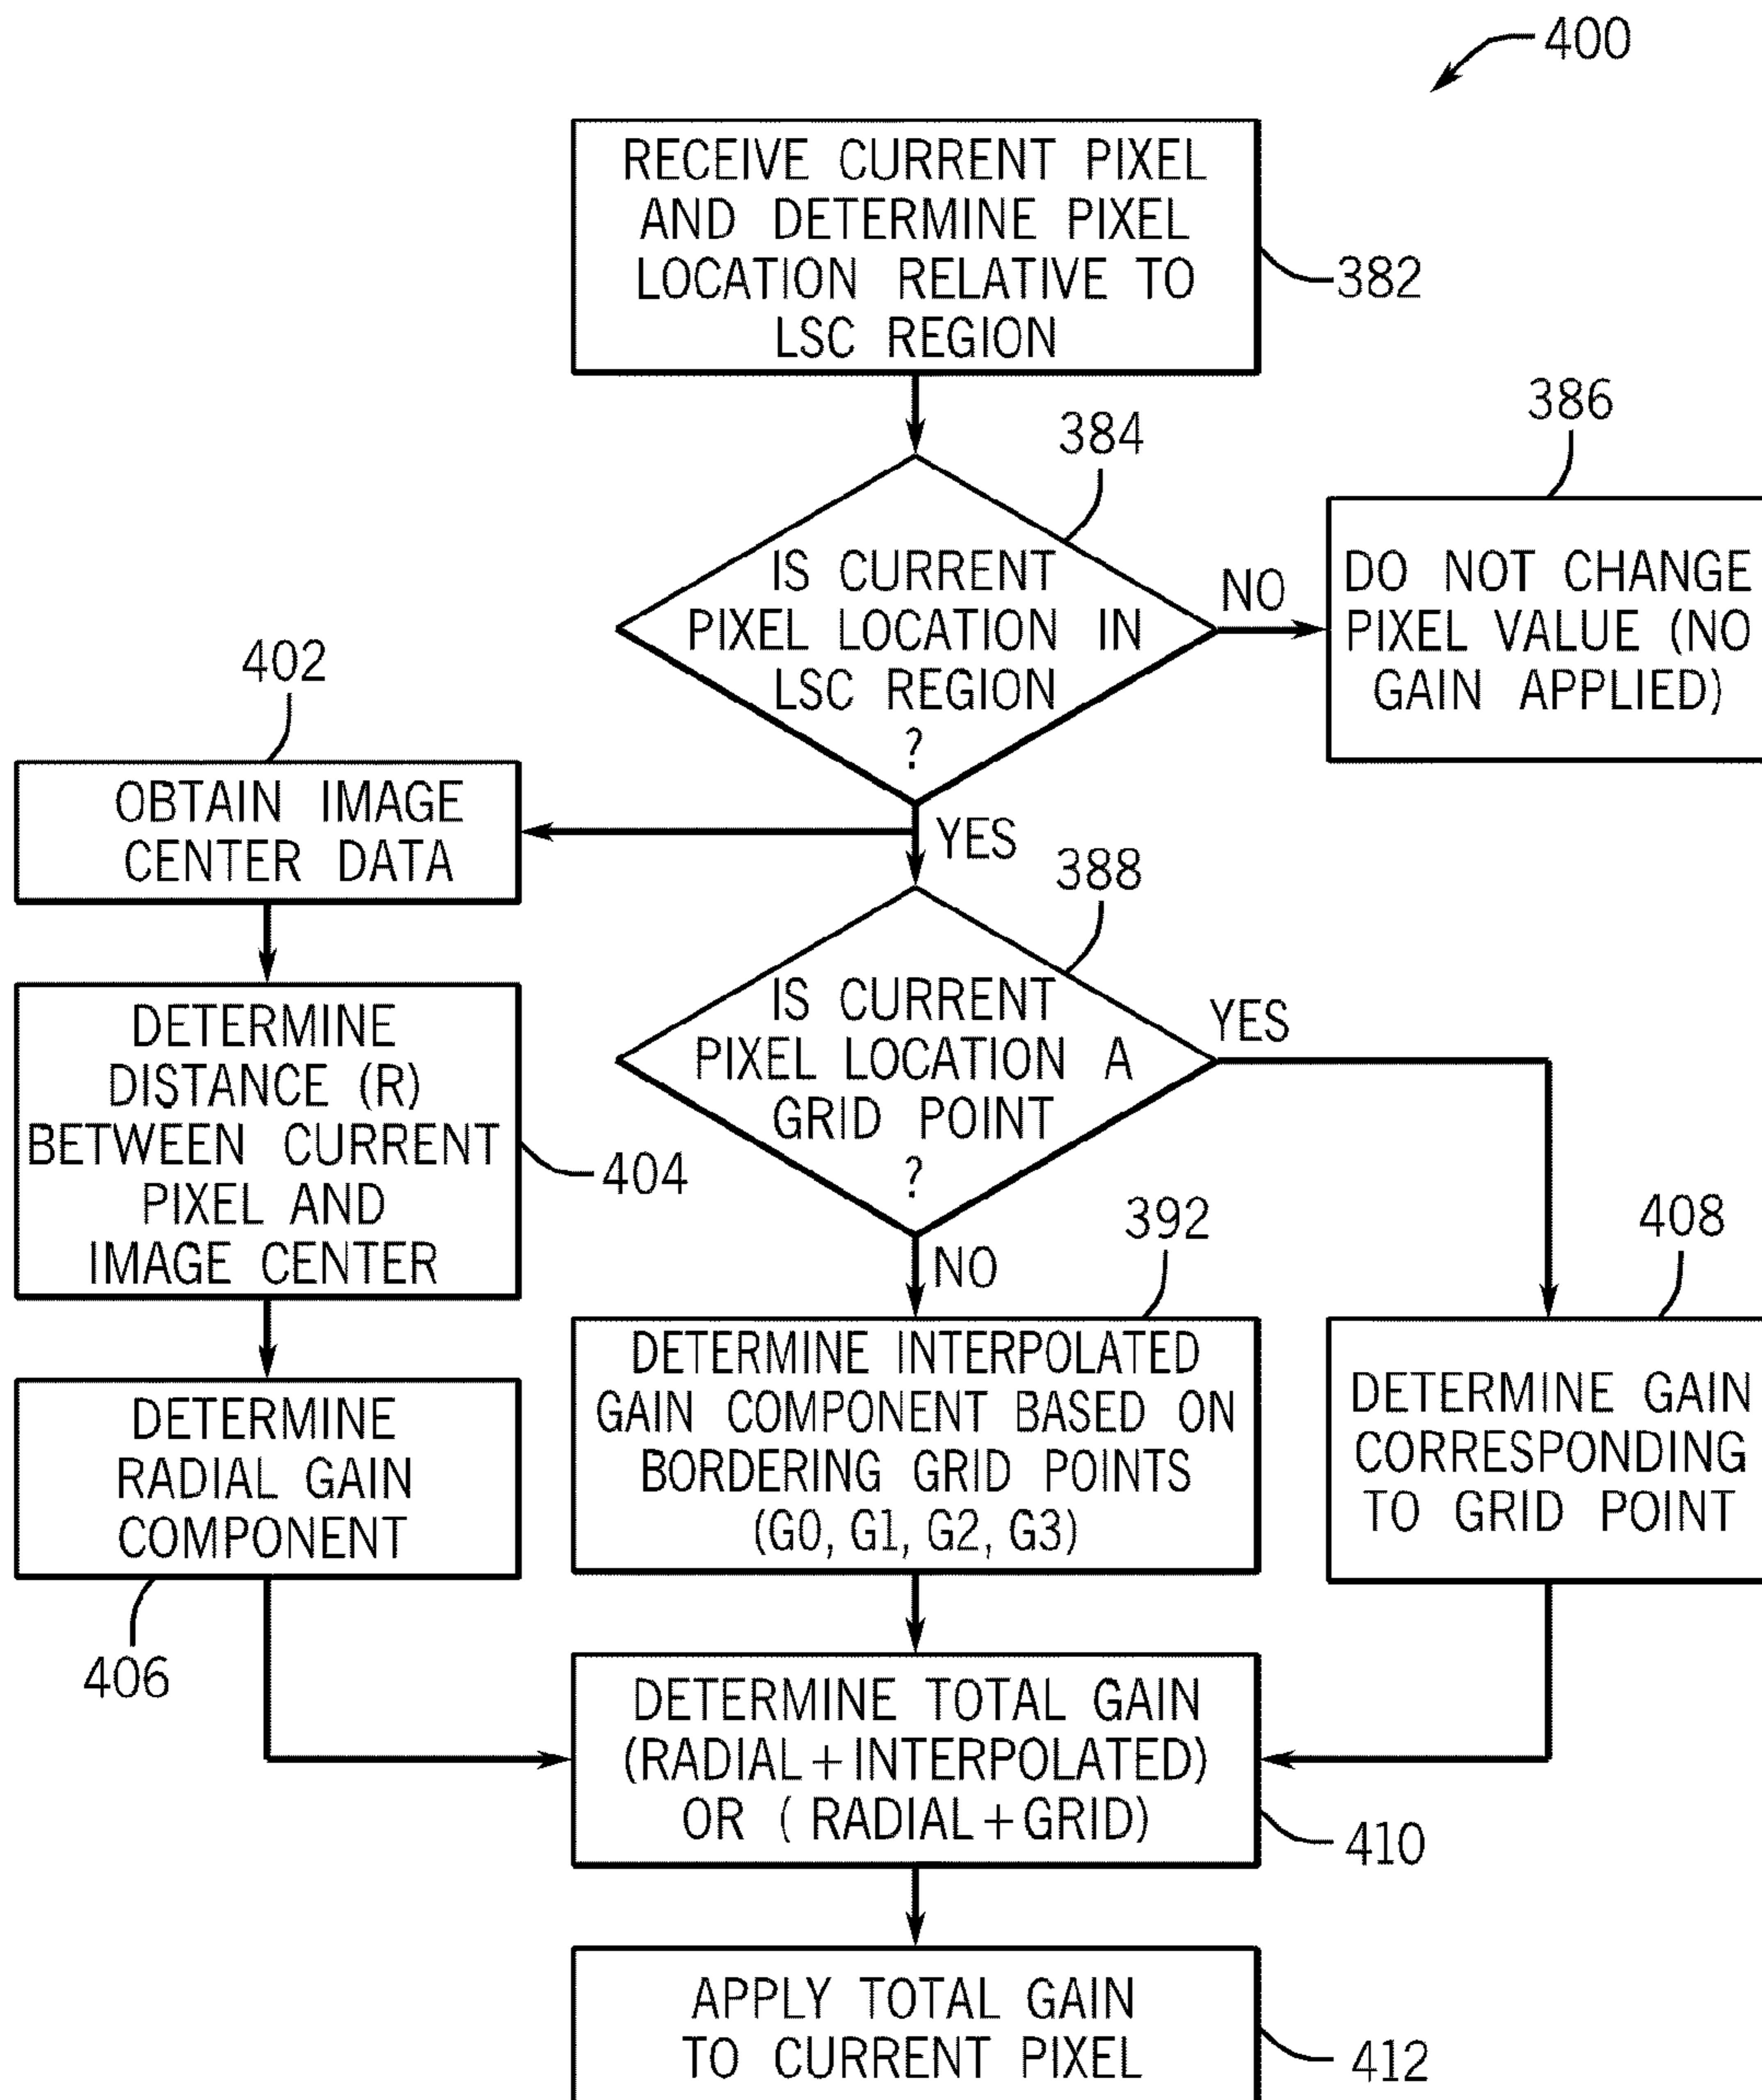 400
RECEIVE CURRENT PIXEL
AND DETERMINE PIXEL
LOCATION RELATIVE TO
LSC REGION
382
384
386
IS CURRENT
PIXEL LOCATION IN
LSC REGION
?
NO
DO NOT CHANGE
PIXEL VALUE (NO
GAIN APPLIED)
402
OBTAIN IMAGE
CENTER DATA
YES
388
DETERMINE
DISTANCE (R)
BETWEEN CURRENT
PIXEL AND
IMAGE CENTER
404
IS CURRENT
PIXEL LOCATION A
GRID POINT
?
YES
NO
392
408
DETERMINE
RADIAL GAIN
COMPONENT
406
DETERMINE INTERPOLATED
GAIN COMPONENT BASED ON
BORDERING GRID POINTS
(G0, G1, G2, G3)
DETERMINE GAIN
CORRESPONDING
TO GRID POINT
DETERMINE TOTAL GAIN
(RADIAL+INTERPOLATED)
OR ( RADIAL+GRID)
410
APPLY TOTAL GAIN
TO CURRENT PIXEL
412